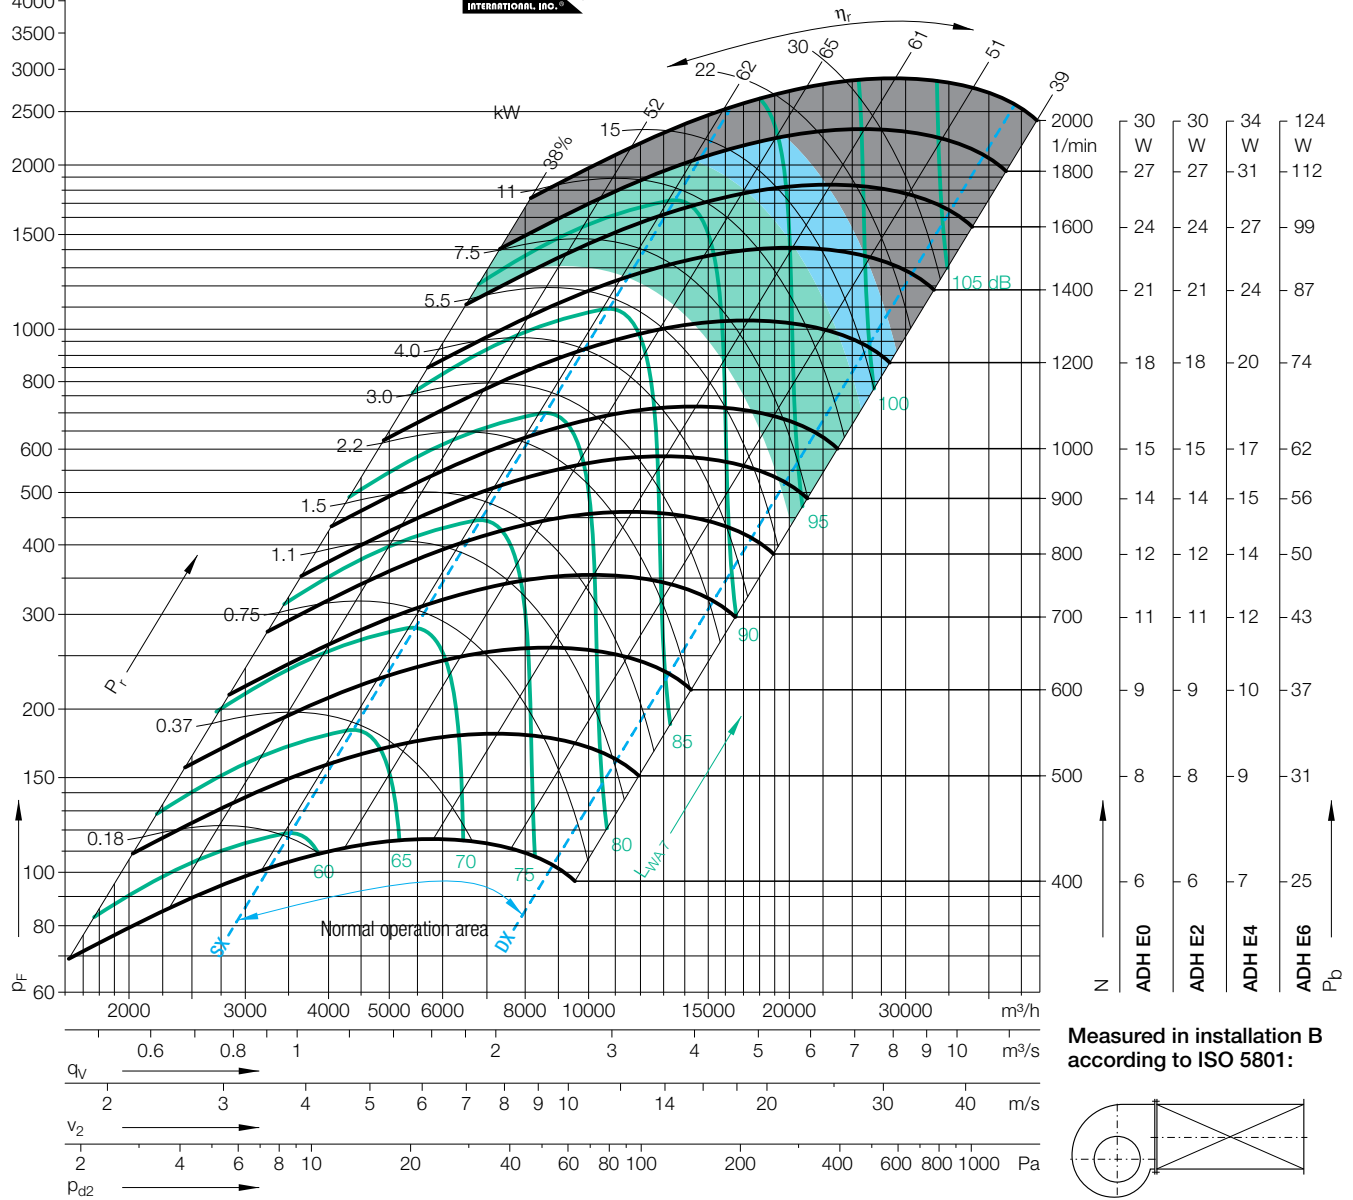 INTERNATIONAL, INC.®
4000
3500
3000
2500
2000
1500
1000
800
600
500
400
300
200
150
100
80
60
pF
Pr
kW
ηr
38%
52
62
65
61
51
39
30
22
15
11
7.5
5.5
4.0
3.0
2.2
1.5
1.1
0.75
0.37
0.18
105 dB
100
95
90
85
80
75
70
65
60
LWA 7
SX
Normal operation area
DX
2000 30 30 34 124
1/min W W W W
1800 27 27 31 112
1600 24 24 27 99
1400 21 21 24 87
1200 18 18 20 74
1000 15 15 17 62
900 14 14 15 56
800 12 12 14 50
700 11 11 12 43
600 9 9 10 37
500 8 8 9 31
400 6 6 7 25
N ADH E0 ADH E2 ADH E4 ADH E6 Pb
2000 3000 4000 5000 6000 8000 10000 15000 20000 30000 m³/h
0.6 0.8 1 2 3 4 5 6 7 8 9 10 m³/s
qV
2 3 4 5 6 7 8 9 10 14 20 30 40 m/s
v2
2 4 6 8 10 20 40 60 80 100 200 400 600 800 1000 Pa
pd2
Measured in installation B
according to ISO 5801: